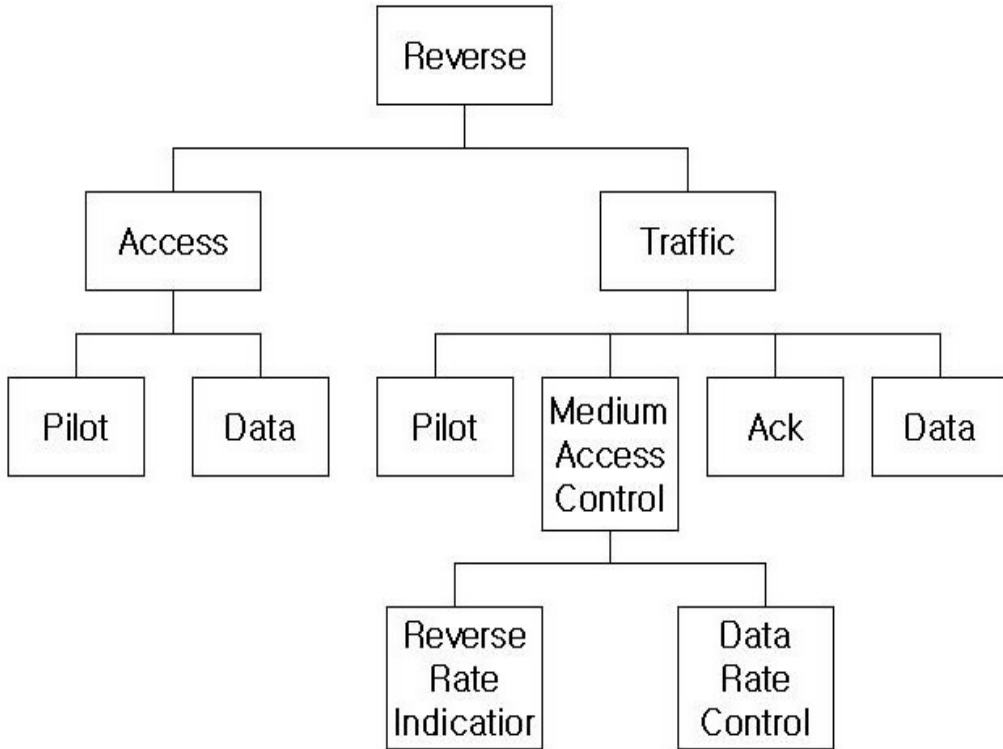 Reverse
Access
Traffic
Pilot
Data
Pilot
Medium
Access
Control
Ack
Data
Reverse
Rate
Indicatior
Data
Rate
Control